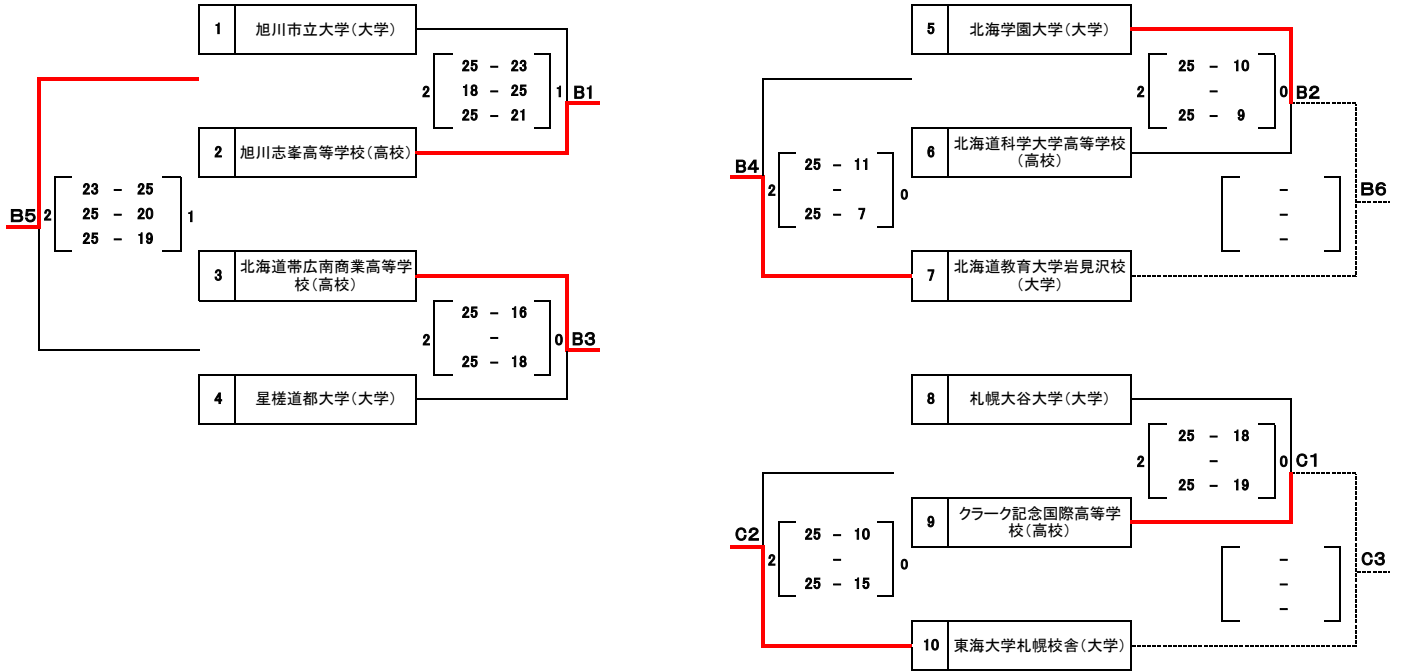 1 旭川市立大学(大学)
2 25 － 23 1
18 － 25
25 － 21
B1
2 旭川志峯高等学校(高校)
B5
2 23 － 25 1
25 － 20
25 － 19
3 北海道帯広南商業高等学
校(高校)
2 25 － 16 0
－
25 － 18
B3
4 星槎道都大学(大学)
5 北海学園大学(大学)
2 25 － 10 0
－
25 － 9
B2
6 北海道科学大学高等学校
(高校)
B4
2 25 － 11 0
－
25 － 7
－
－
－
B6
7 北海道教育大学岩見沢校
(大学)
8 札幌大谷大学(大学)
2 25 － 18 0
－
25 － 19
C1
9 クラーク記念国際高等学
校(高校)
C2
2 25 － 10 0
－
25 － 15
－
－
－
C3
10 東海大学札幌校舎(大学)